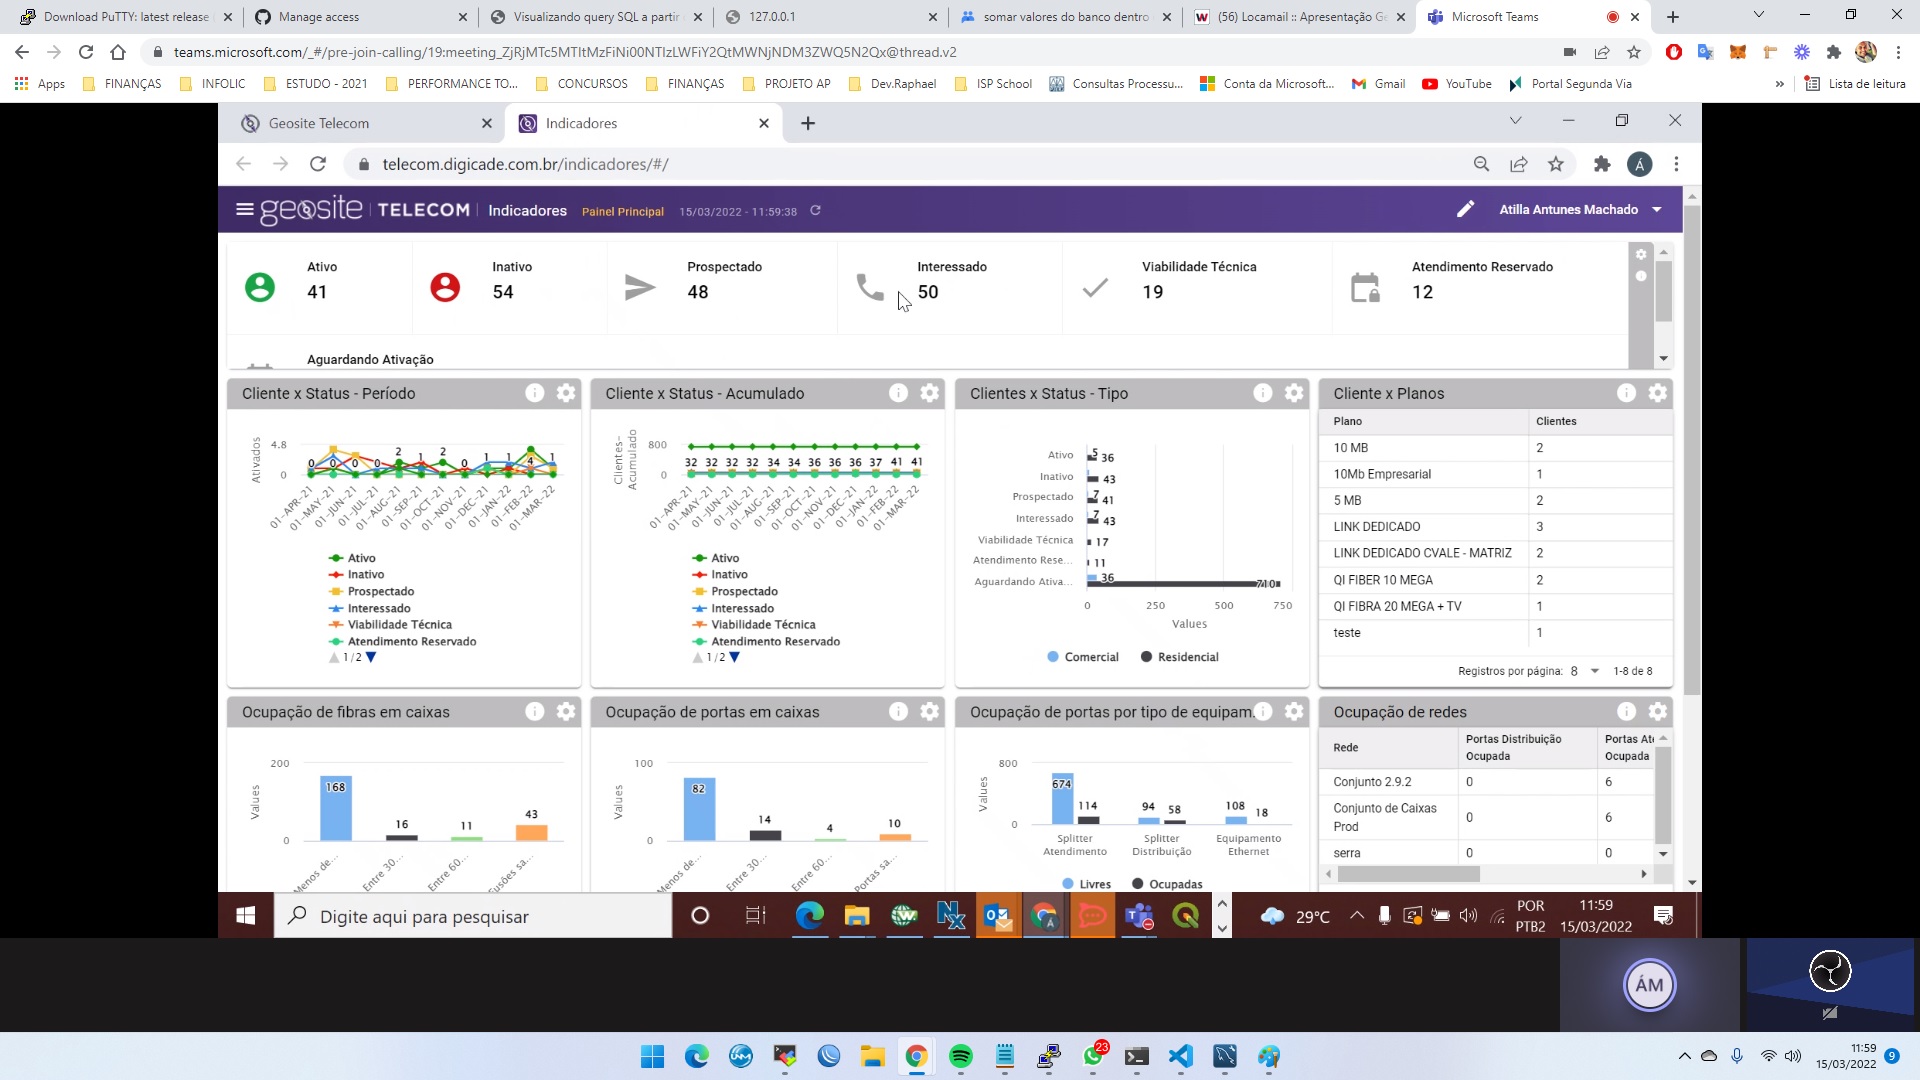 Download PuTTY: latest release
Manage access
Visualizando query SQL a partir
127.0.0.1
somar valores do banco dentro
(56) Locamail :: Apresentação Ge
Microsoft Teams
teams.microsoft.com/_#/pre-join-calling/19:meeting_ZjRjMTc5MTItMzFiNi00NTIzLWFiY2QtMWNjNDM3ZWQ5N2Qx@thread.v2
Apps
FINANÇAS
INFOLIC
ESTUDO - 2021
PERFORMANCE TO...
CONCURSOS
FINANÇAS
PROJETO AP
Dev.Raphael
ISP School
Consultas Processu...
Conta da Microsoft...
Gmail
YouTube
Portal Segunda Via
»
Lista de leitura
Geosite Telecom
Indicadores
telecom.digicade.com.br/indicadores/#/
Á
geosite | TELECOM
Indicadores
Painel Principal
15/03/2022 - 11:59:38
Atilla Antunes Machado
Ativo
41
Inativo
54
Prospectado
48
Interessado
50
Viabilidade Técnica
19
Atendimento Reservado
12
Aguardando Ativação
Cliente x Status - Período
Ativados
4.8
0
0 0 0 0 2 1 2 0 1 1 4 1
01-APR-21
01-MAY-21
01-JUN-21
01-JUL-21
01-AUG-21
01-SEP-21
01-OCT-21
01-NOV-21
01-DEC-21
01-JAN-22
01-FEB-22
01-MAR-22
Ativo
Inativo
Prospectado
Interessado
Viabilidade Técnica
Atendimento Reservado
1/2
Cliente x Status - Acumulado
Clientes-
Acumulado
800
0
32 32 32 32 34 34 36 36 36 37 41 41
01-APR-21
01-MAY-21
01-JUN-21
01-JUL-21
01-AUG-21
01-SEP-21
01-OCT-21
01-NOV-21
01-DEC-21
01-JAN-22
01-FEB-22
01-MAR-22
Ativo
Inativo
Prospectado
Interessado
Viabilidade Técnica
Atendimento Reservado
1/2
Clientes x Status - Tipo
Ativo 5 36
Inativo 43
Prospectado 7 41
Interessado 7 43
Viabilidade Técnica 17
Atendimento Rese... 11
Aguardando Ativa... 36 710
0 250 500 750
Values
Comercial
Residencial
Cliente x Planos
Plano Clientes
10 MB 2
10Mb Empresarial 1
5 MB 2
LINK DEDICADO 3
LINK DEDICADO CVALE - MATRIZ 2
QI FIBER 10 MEGA 2
QI FIBRA 20 MEGA + TV 1
teste 1
Registros por página: 8 1-8 de 8
Ocupação de fibras em caixas
Values
200
0
168
16
11
43
Menos de...
Entre 30...
Entre 60...
Fusões sa...
Ocupação de portas em caixas
Values
100
0
82
14
4
10
Menos de...
Entre 30...
Entre 60...
Portas sa...
Ocupação de portas por tipo de equipam...
Values
800
0
674 114
94 58
108 18
Splitter
Atendimento
Splitter
Distribuição
Equipamento
Ethernet
Livres
Ocupadas
Ocupação de redes
Rede
Portas Distribuição
Ocupada
Portas Ate
Ocupada
Conjunto 2.9.2 0 6
Conjunto de Caixas
Prod 0 6
serra 0 0
Digite aqui para pesquisar
29°C
POR
PTB2
11:59
15/03/2022
ÁM
23
11:59
15/03/2022
9